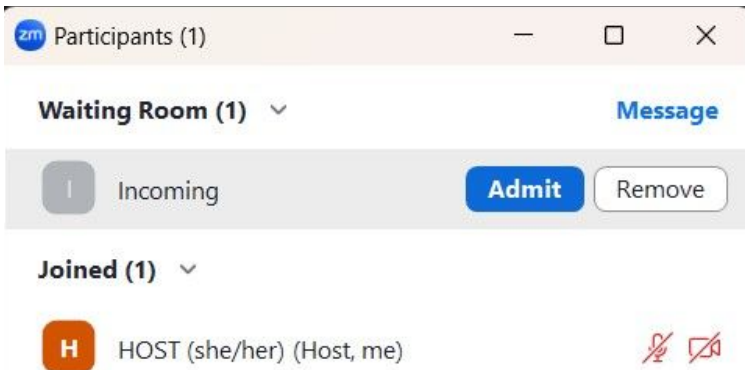 zm Participants (1)
Waiting Room (1) Message
I Incoming Admit Remove
Joined (1)
H HOST (she/her) (Host, me)